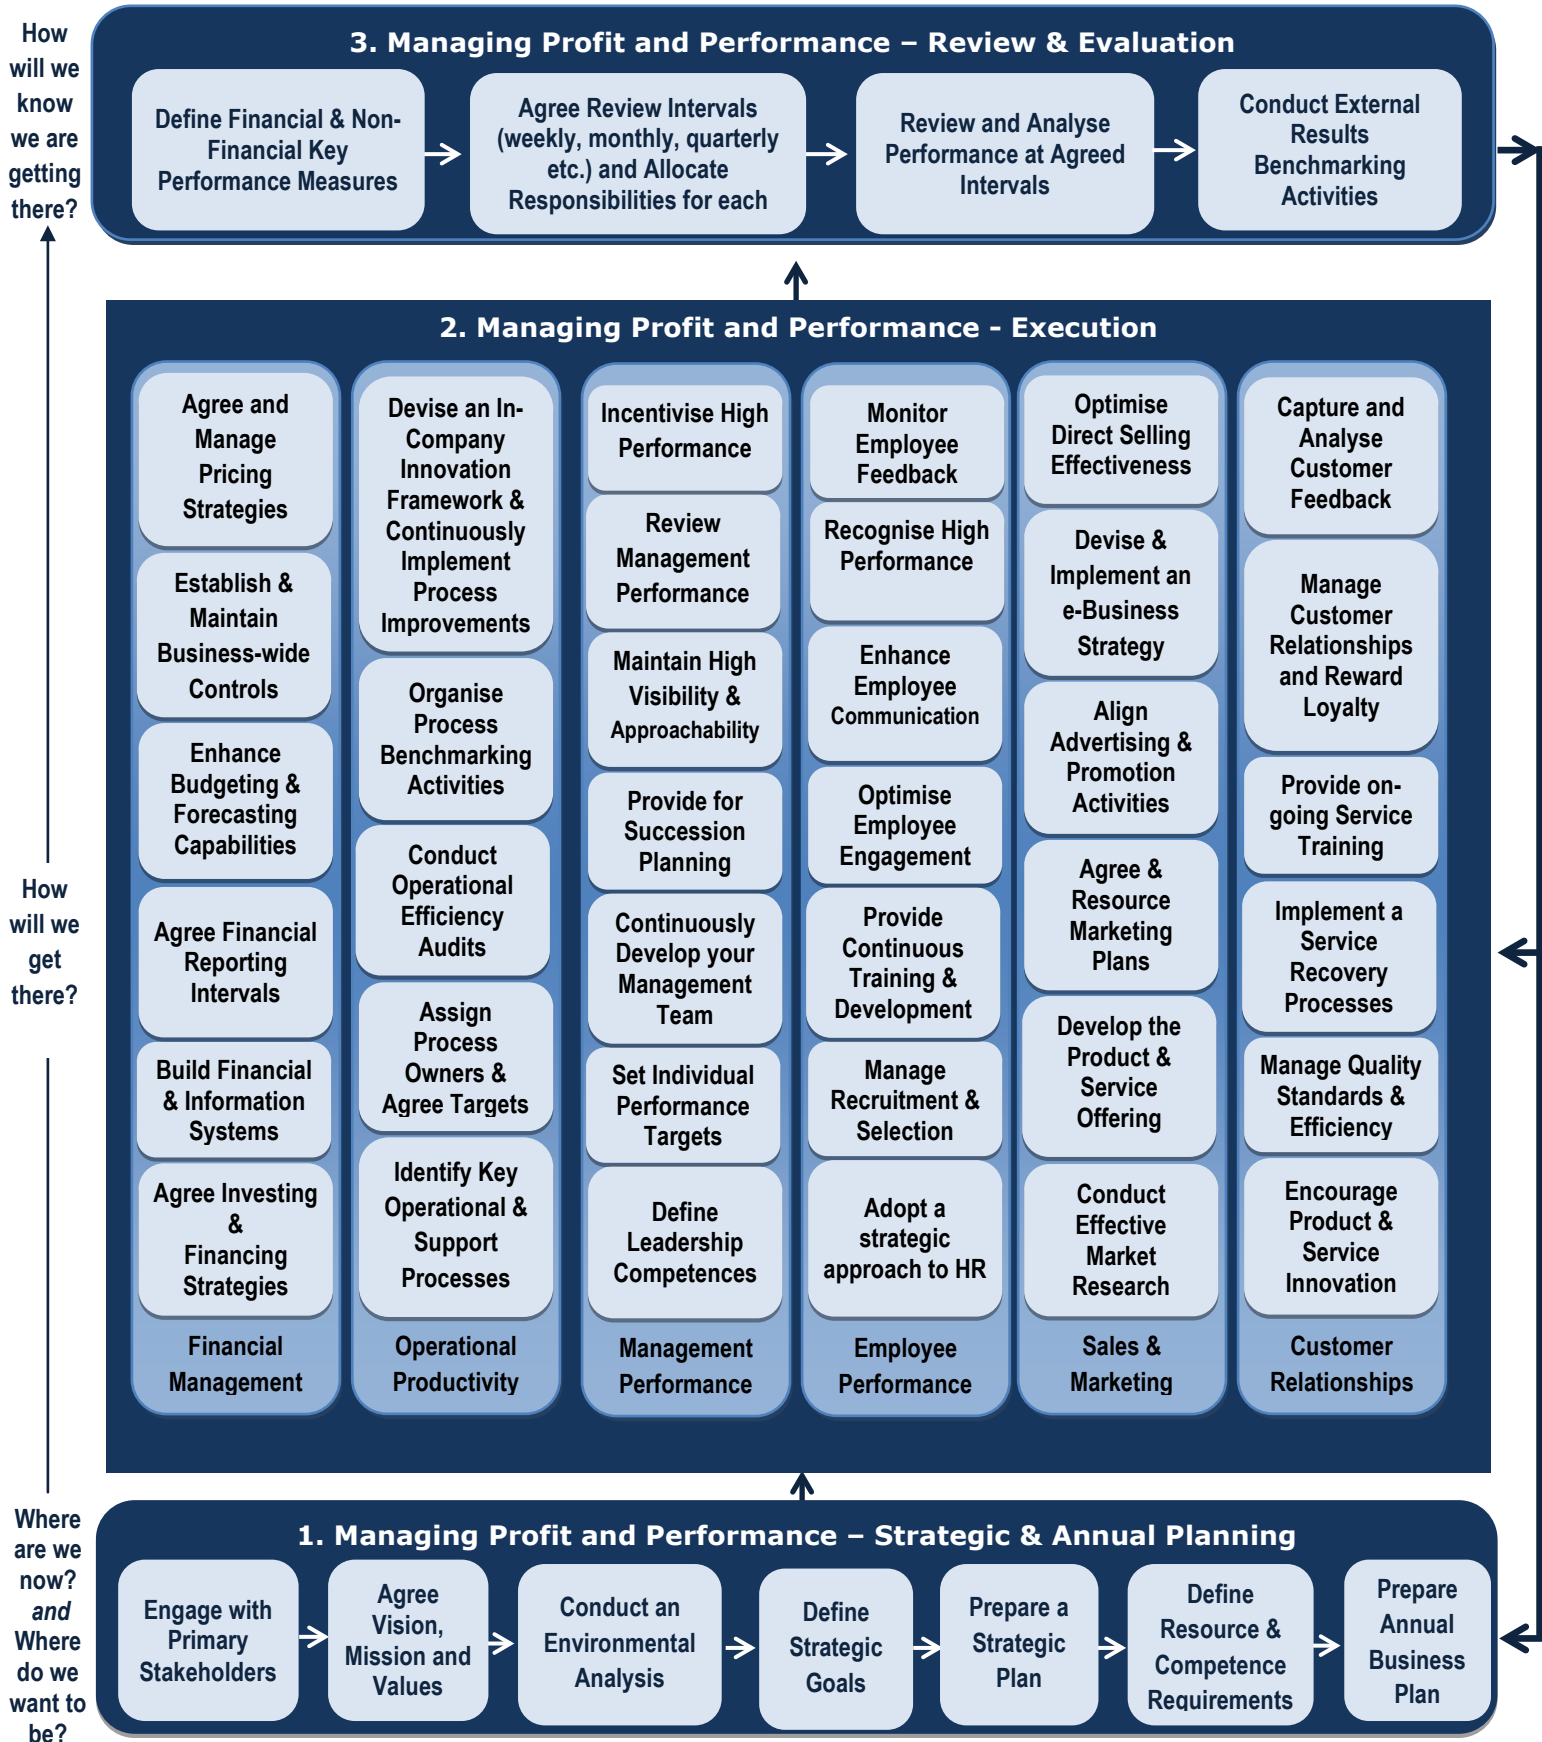 How
will we
know
we are
getting
there?
3. Managing Profit and Performance – Review & Evaluation
Define Financial & Non-
Financial Key
Performance Measures
Agree Review Intervals
(weekly, monthly, quarterly
etc.) and Allocate
Responsibilities for each
Review and Analyse
Performance at Agreed
Intervals
Conduct External
Results
Benchmarking
Activities
How
will we
get
there?
2. Managing Profit and Performance - Execution
Agree and
Manage
Pricing
Strategies
Establish &
Maintain
Business-wide
Controls
Enhance
Budgeting &
Forecasting
Capabilities
Agree Financial
Reporting
Intervals
Build Financial
& Information
Systems
Agree Investing
&
Financing
Strategies
Financial
Management
Devise an In-
Company
Innovation
Framework &
Continuously
Implement
Process
Improvements
Organise
Process
Benchmarking
Activities
Conduct
Operational
Efficiency
Audits
Assign
Process
Owners &
Agree Targets
Identify Key
Operational &
Support
Processes
Operational
Productivity
Incentivise High
Performance
Review
Management
Performance
Maintain High
Visibility &
Approachability
Provide for
Succession
Planning
Continuously
Develop your
Management
Team
Set Individual
Performance
Targets
Define
Leadership
Competences
Management
Performance
Monitor
Employee
Feedback
Recognise High
Performance
Enhance
Employee
Communication
Optimise
Employee
Engagement
Provide
Continuous
Training &
Development
Manage
Recruitment &
Selection
Adopt a
strategic
approach to HR
Employee
Performance
Optimise
Direct Selling
Effectiveness
Devise &
Implement an
e-Business
Strategy
Align
Advertising &
Promotion
Activities
Agree &
Resource
Marketing
Plans
Develop the
Product &
Service
Offering
Conduct
Effective
Market
Research
Sales &
Marketing
Capture and
Analyse
Customer
Feedback
Manage
Customer
Relationships
and Reward
Loyalty
Provide on-
going Service
Training
Implement a
Service
Recovery
Processes
Manage Quality
Standards &
Efficiency
Encourage
Product &
Service
Innovation
Customer
Relationships
Where
are we
now?
and
Where
do we
want to
be?
1. Managing Profit and Performance – Strategic & Annual Planning
Engage with
Primary
Stakeholders
Agree
Vision,
Mission and
Values
Conduct an
Environmental
Analysis
Define
Strategic
Goals
Prepare a
Strategic
Plan
Define
Resource &
Competence
Requirements
Prepare
Annual
Business
Plan